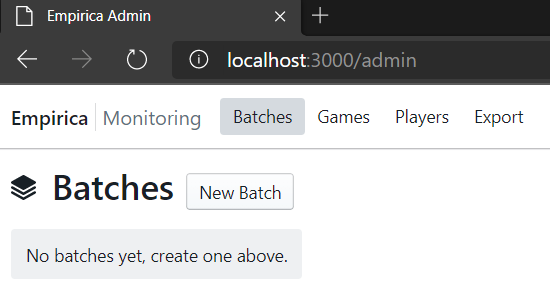 Empirica Admin
localhost:3000/admin
Empirica Monitoring Batches Games Players Export
Batches New Batch
No batches yet, create one above.